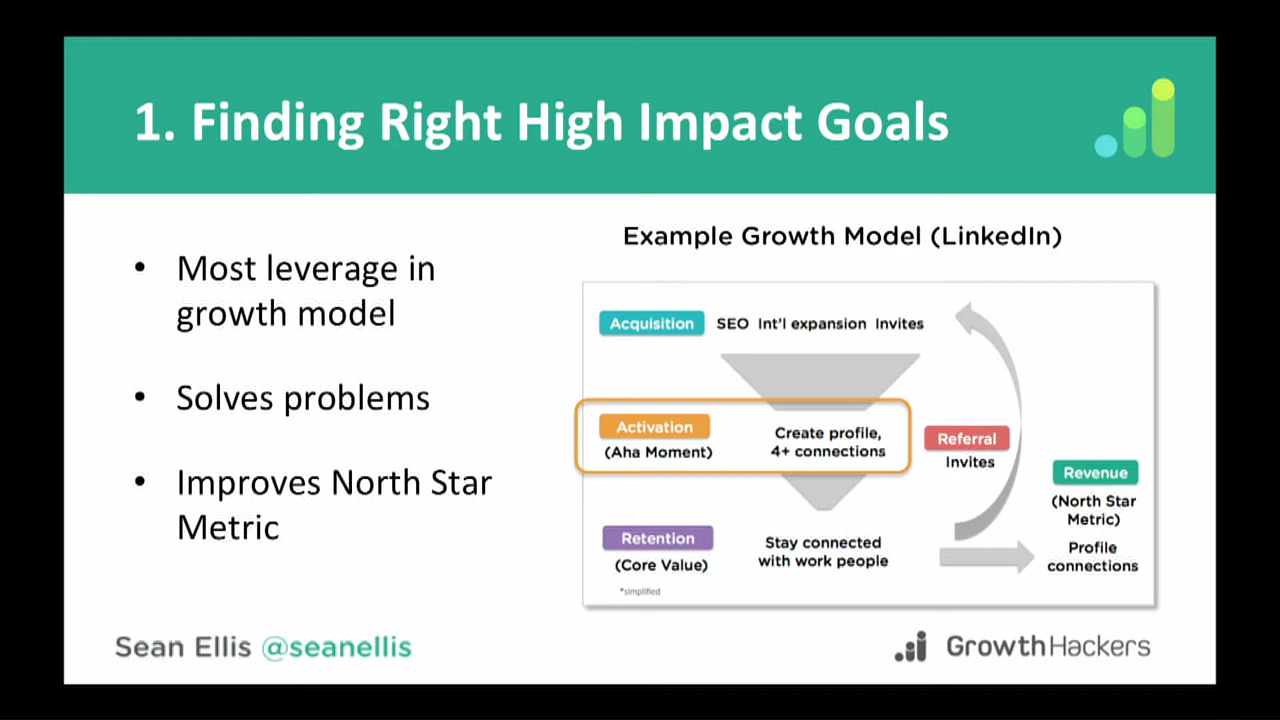 1. Finding Right High Impact Goals
• Most leverage in
growth model
• Solves problems
• Improves North Star
Metric
Example Growth Model (LinkedIn)
Acquisition SEO Int'l expansion Invites
Activation
(Aha Moment)
Create profile,
4+ connections
Referral
Invites
Revenue
(North Star
Metric)
Profile
connections
Retention
(Core Value)
Stay connected
with work people
*simplified
Sean Ellis @seanellis
GrowthHackers